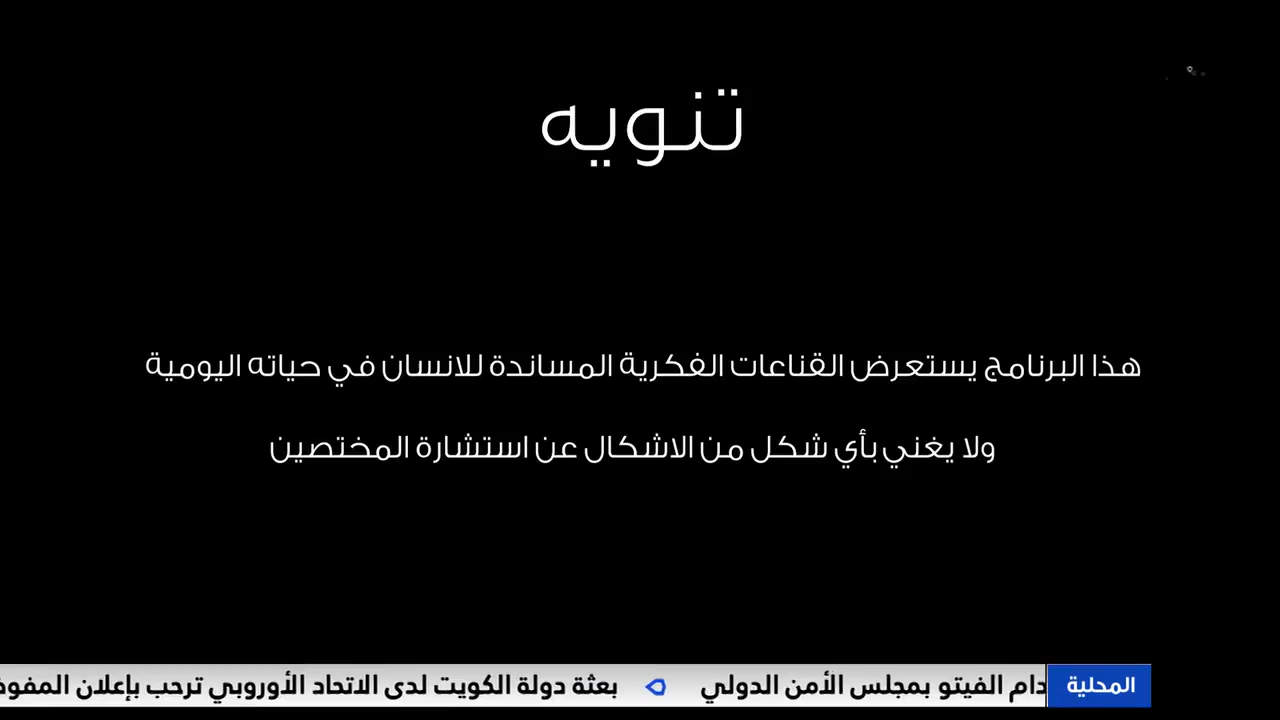 تنويه
هذا البرنامج يستعرض القناعات الفكرية المساندة للانسان في حياته اليومية
ولا يغني بأي شكل من الاشكال عن استشارة المختصين
المحلية
الفيتو بمجلس الأمن الدولي بعثة دولة الكويت لدى الاتحاد الأوروبي ترحب بإعلان